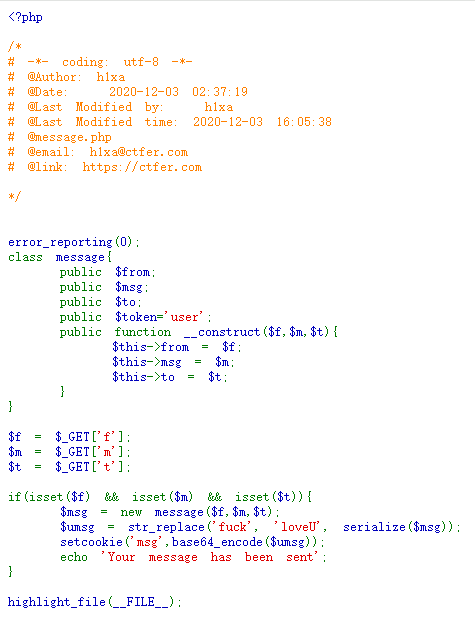 <?php
/*
# -*- coding: utf-8 -*-
# @Author: h1xa
# @Date: 2020-12-03 02:37:19
# @Last Modified by: h1xa
# @Last Modified time: 2020-12-03 16:05:38
# @message.php
# @email: h1xa@ctfer.com
# @link: https://ctfer.com
*/
error_reporting(0);
class message{
public $from;
public $msg;
public $to;
public $token='user';
public function __construct($f,$m,$t){
$this->from = $f;
$this->msg = $m;
$this->to = $t;
}
}
$f = $_GET['f'];
$m = $_GET['m'];
$t = $_GET['t'];
if(isset($f) && isset($m) && isset($t)){
$msg = new message($f,$m,$t);
$umsg = str_replace('fuck', 'loveU', serialize($msg));
setcookie('msg',base64_encode($umsg));
echo 'Your message has been sent';
}
highlight_file(__FILE__);